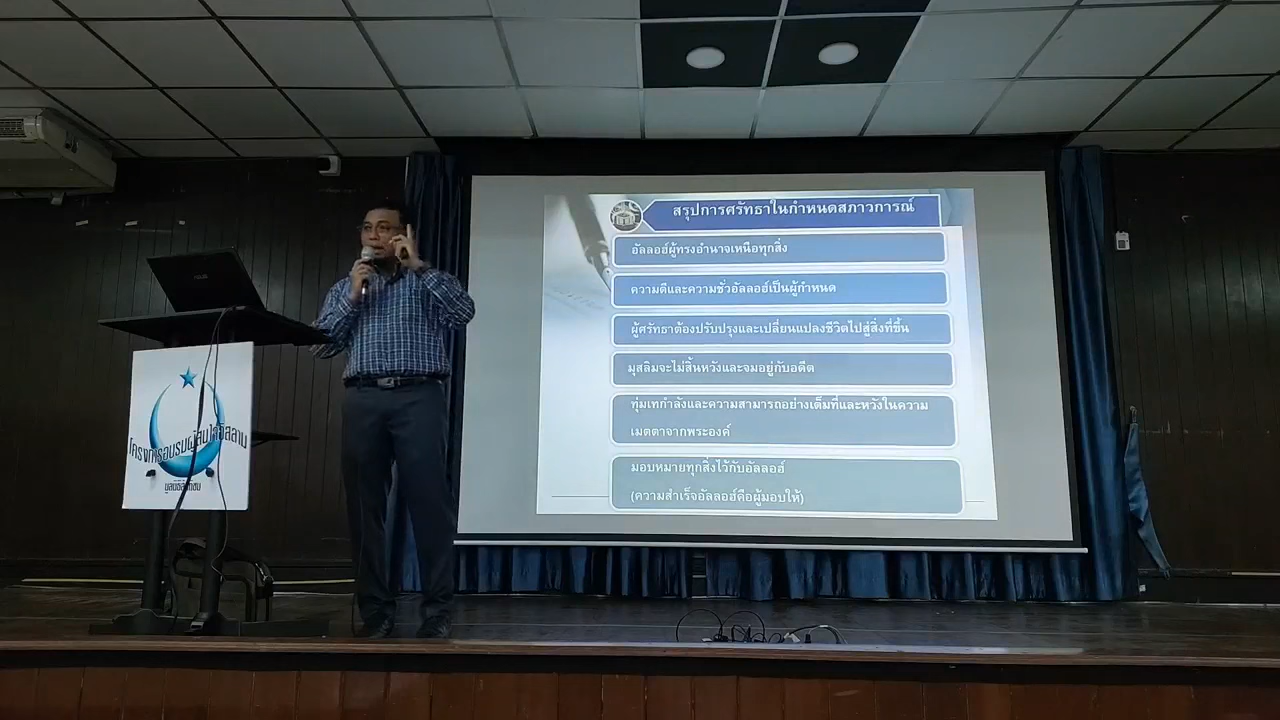 สรุปการศรัทธาในกำหนดสภาวการณ์
อัลลอฮ์ผู้ทรงอำนาจเหนือทุกสิ่ง
ความดีและความชั่วอัลลอฮ์เป็นผู้กำหนด
ผู้ศรัทธาต้องปรับปรุงและเปลี่ยนแปลงชีวิตไปสู่สิ่งที่ขึ้น
มุสลิมจะไม่สิ้นหวังและจมอยู่กับอดีต
ทุ่มเทกำลังและความสามารถอย่างเต็มที่และหวังในความ
เมตตาจากพระองค์
มอบหมายทุกสิ่งไว้กับอัลลอฮ์
(ความสำเร็จอัลลอฮ์คือผู้มอบให้)
ASUS
โครงการอบรมผู้สนใจอิสลาม